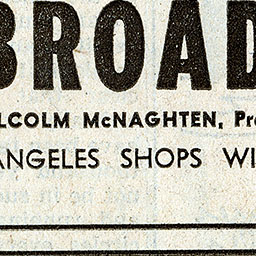 BROAD
LCOLM McNAGHTEN, Pr
ANGELES SHOPS WI